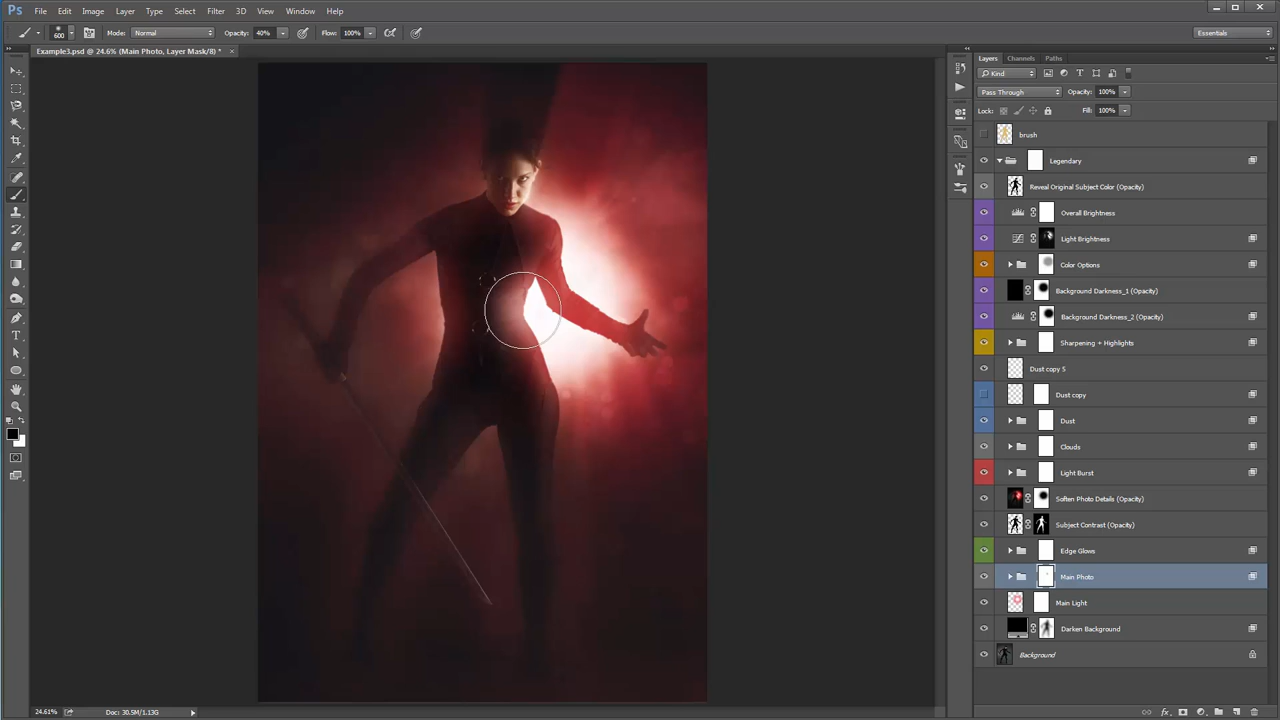 Ps File Edit Image Layer Type Select Filter 3D View Window Help
600 Mode: Normal Opacity: 40% Flow: 100% Essentials
Example3.psd @ 24.6% (Main Photo, Layer Mask/8) * ×
Layers Channels Paths
Kind
Pass Through Opacity: 100%
Lock: Fill: 100%
brush
Legendary
Reveal Original Subject Color (Opacity)
Overall Brightness
Light Brightness
Color Options
Background Darkness_1 (Opacity)
Background Darkness_2 (Opacity)
Sharpening + Highlights
Dust copy 5
Dust copy
Dust
Clouds
Light Burst
Soften Photo Details (Opacity)
Subject Contrast (Opacity)
Edge Glows
Main Photo
Main Light
Darken Background
Background
24.61% Doc: 30.5M/1.13G
fx